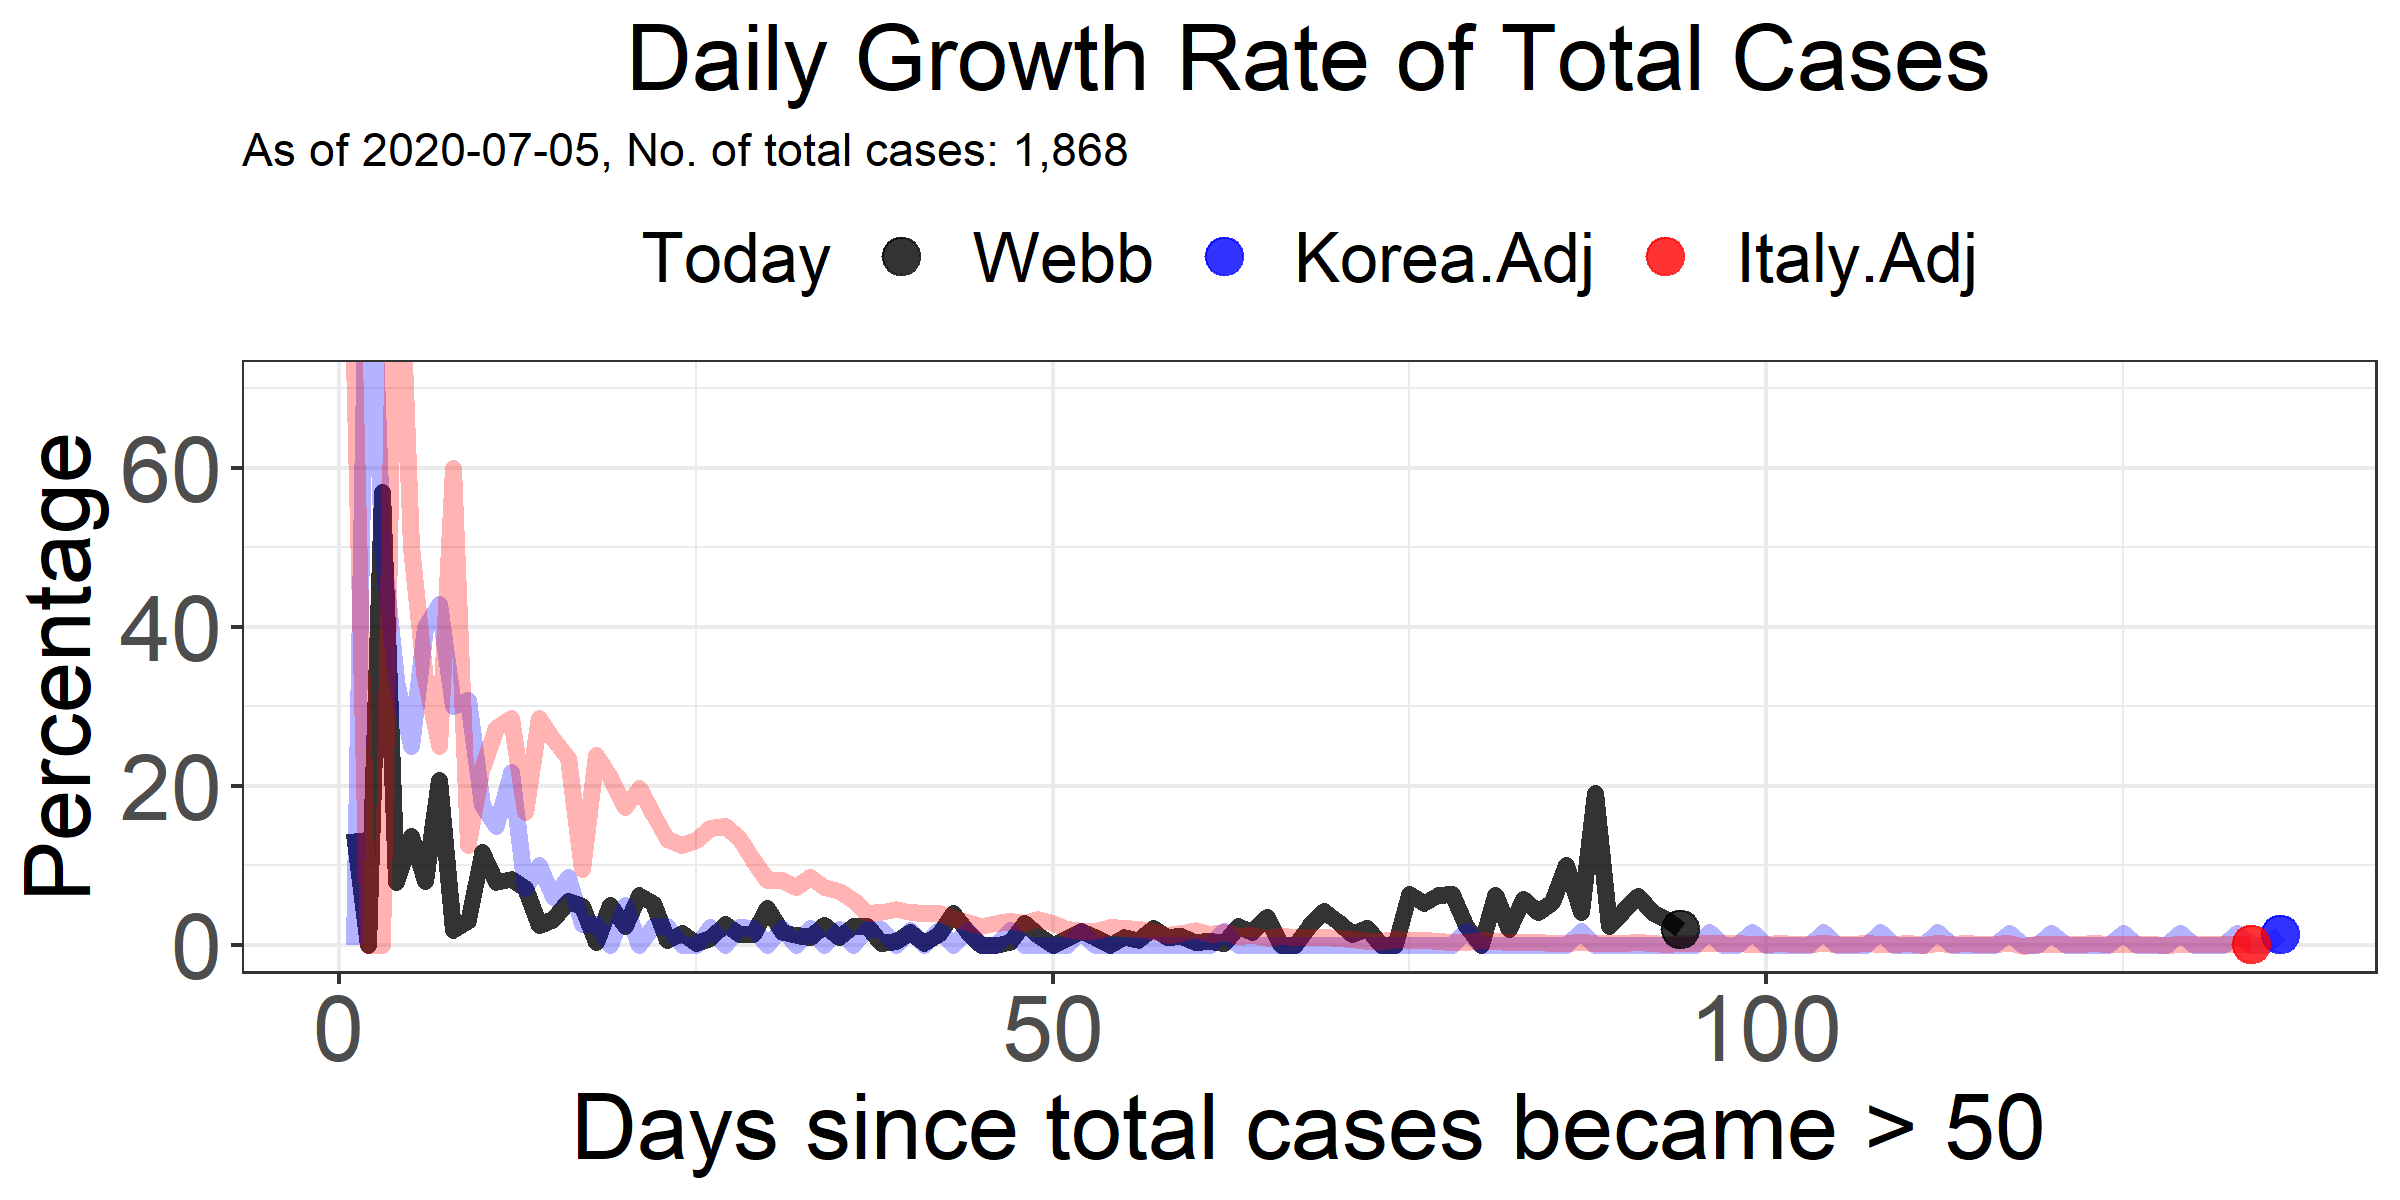 Daily Growth Rate of Total Cases
As of 2020-07-05, No. of total cases: 1,868
Today Webb Korea.Adj Italy.Adj
Percentage
60
40
20
0
0 50 100
Days since total cases became > 50